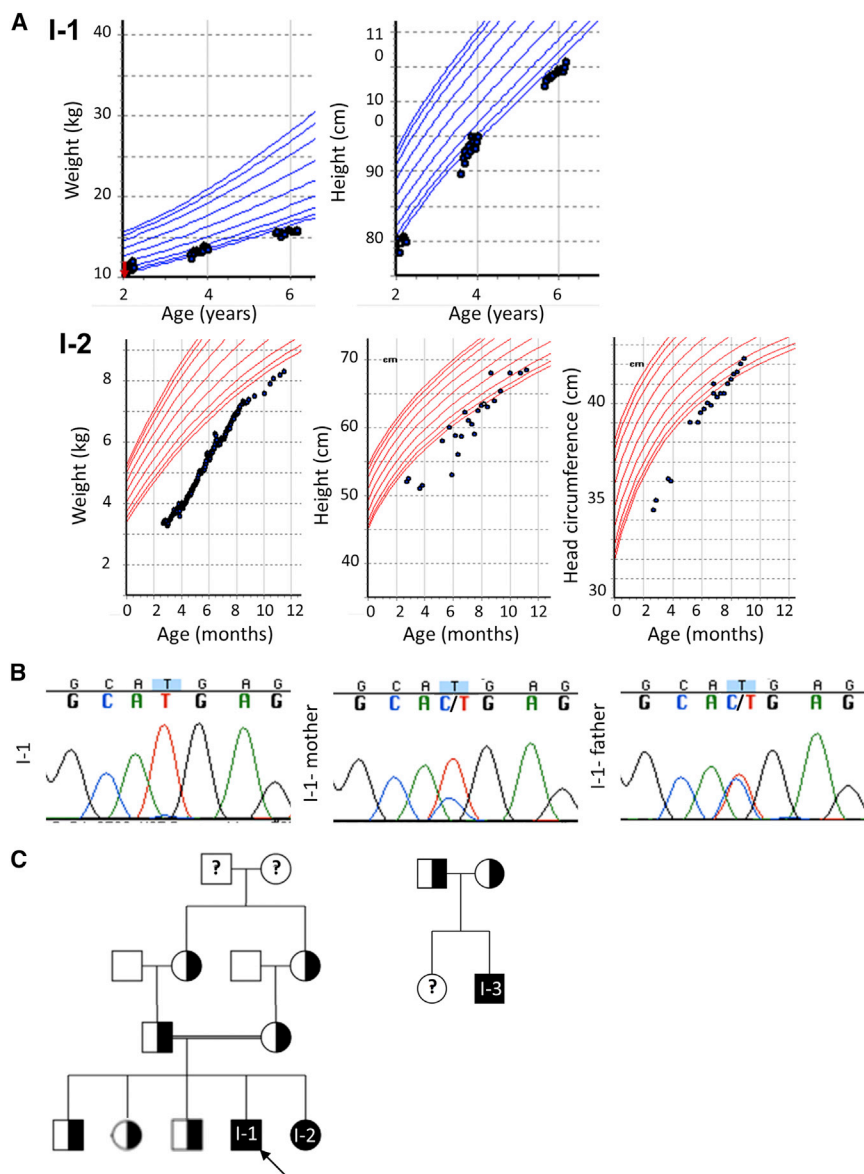 A
I-1
Weight (kg)
40
30
20
10
2
4
6
Age (years)
Height (cm)
11
0
10
0
90
80
2
4
6
Age (years)
I-2
Weight (kg)
8
6
4
2
0
2
4
6
8
10
12
Age (months)
Height (cm)
cm
70
60
50
40
0
2
4
6
8
10
12
Age (months)
Head circumference (cm)
cm
40
35
30
0
2
4
6
8
10
12
Age (months)
B
I-1
G C A T G A G
G C A T G A G
I-1- mother
G C A T G A G
G C A C/T G A G
I-1- father
G C A T G A G
G C A C/T G A G
C
? ?
? I-3
I-1 I-2